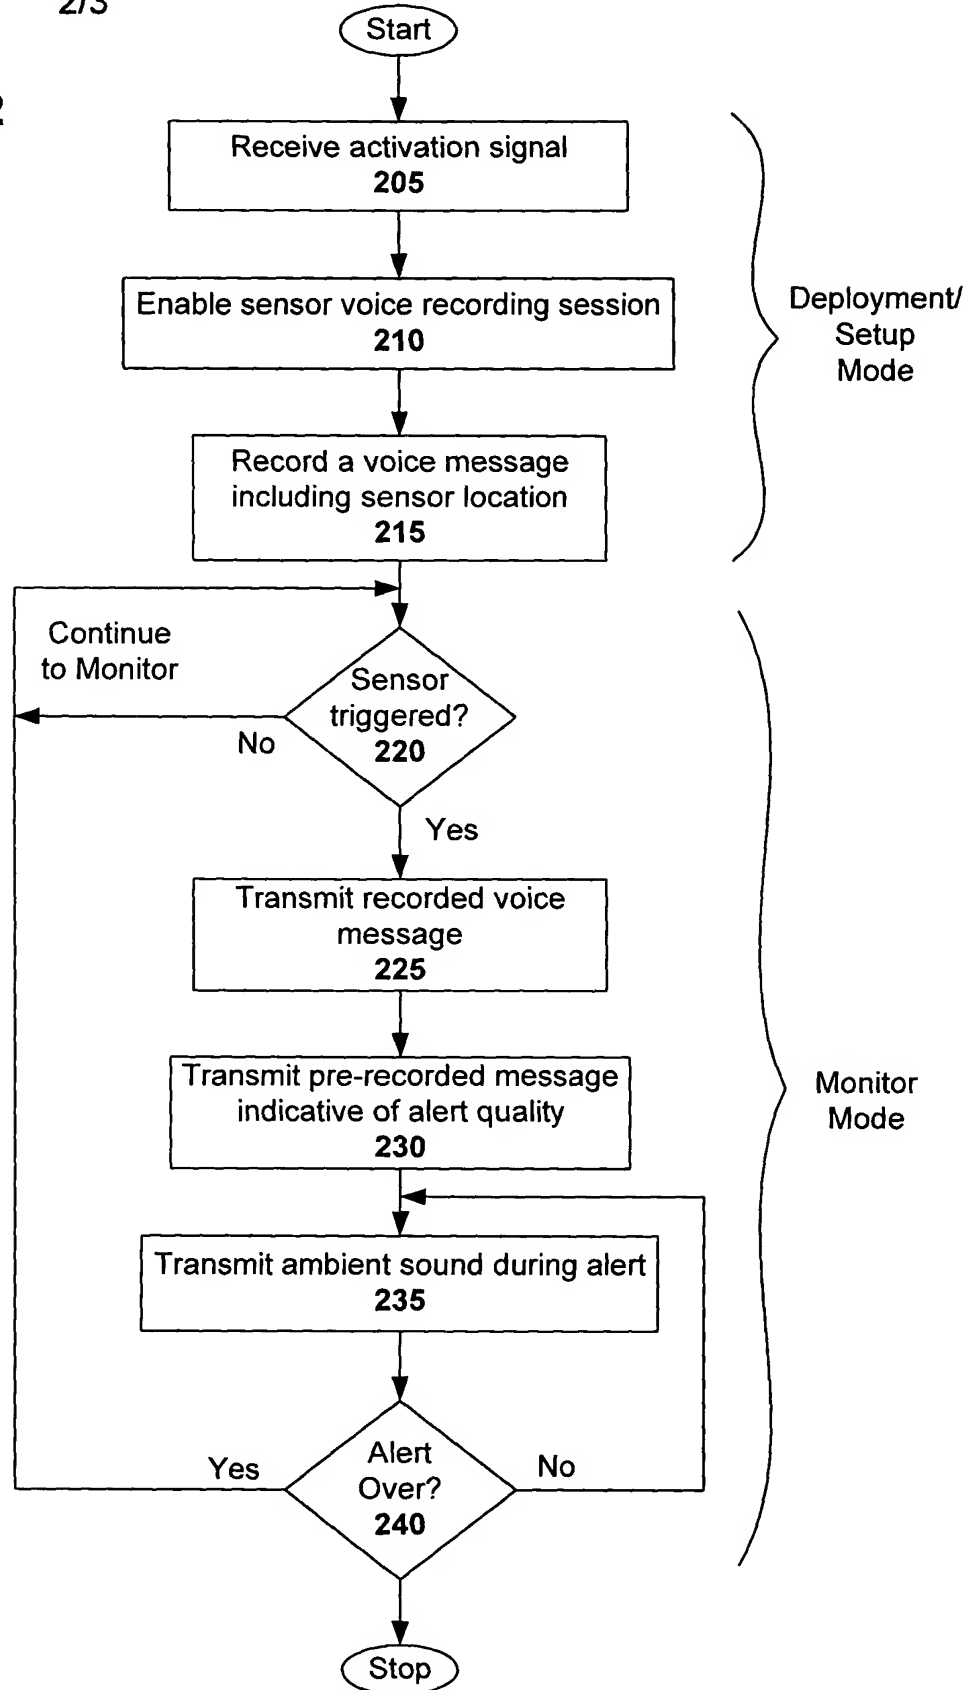 2/3
2
Start
Receive activation signal
205
Enable sensor voice recording session
210
Deployment/
Setup
Mode
Record a voice message
including sensor location
215
Continue
to Monitor
Sensor
triggered?
220
No
Yes
Transmit recorded voice
message
225
Transmit pre-recorded message
indicative of alert quality
230
Monitor
Mode
Transmit ambient sound during alert
235
Alert
Over?
240
Yes
No
Stop